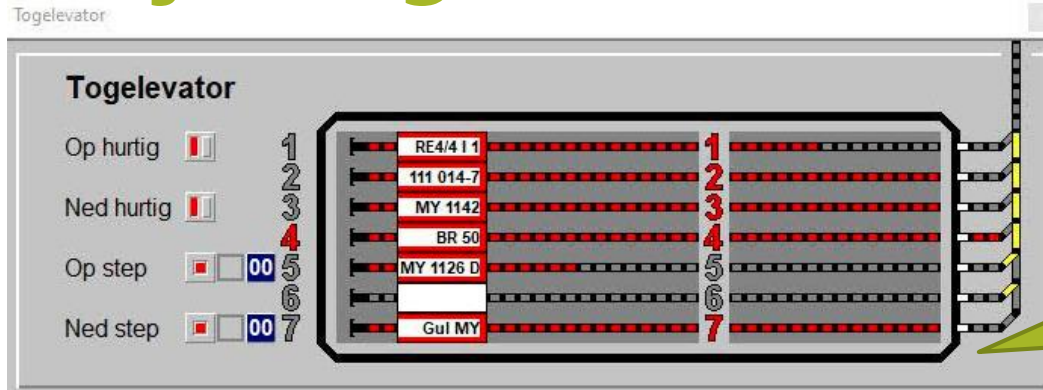 Togelevator
Togelevator
Op hurtig
Ned hurtig
Op step 00
Ned step 00
1 RE4/4 I 1 1
2 111 014-7 2
3 MY 1142 3
4 BR 50 4
5 MY 1126 D 5
6 6
7 Gul MY 7